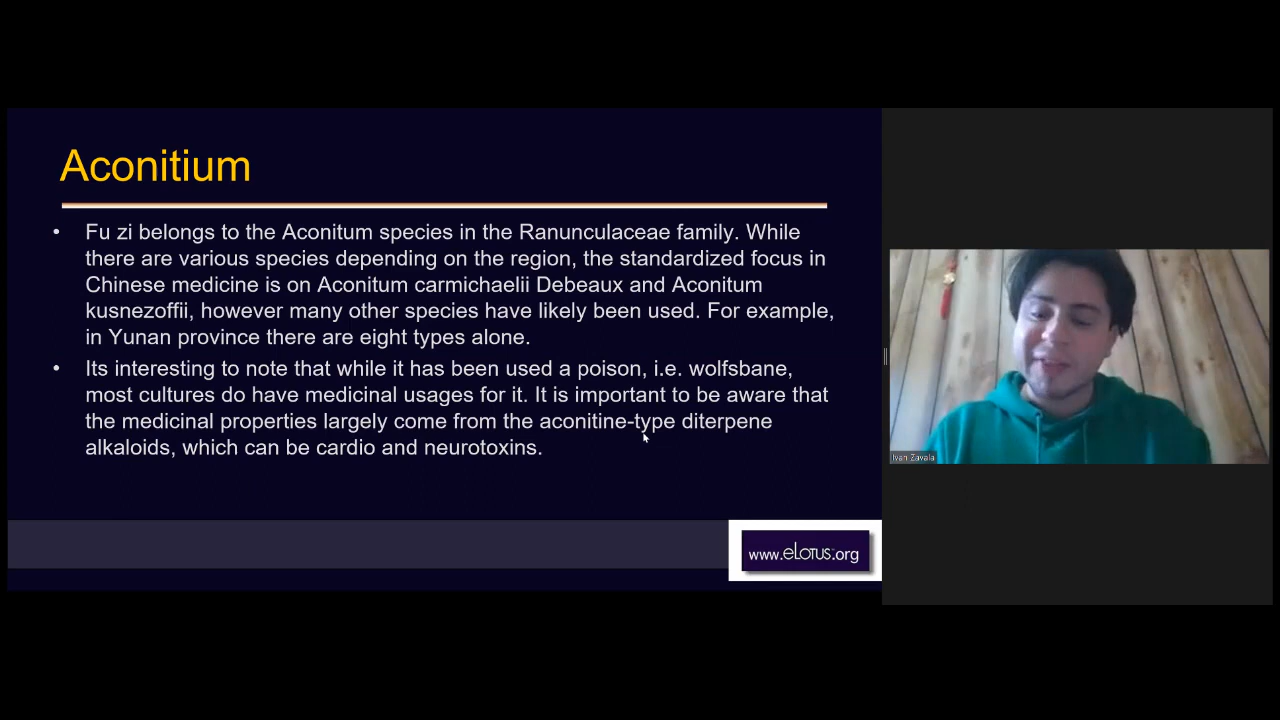 Aconitium
• Fu zi belongs to the Aconitum species in the Ranunculaceae family. While
there are various species depending on the region, the standardized focus in
Chinese medicine is on Aconitum carmichaelii Debeaux and Aconitum
kusnezoffii, however many other species have likely been used. For example,
in Yunan province there are eight types alone.
• Its interesting to note that while it has been used a poison, i.e. wolfsbane,
most cultures do have medicinal usages for it. It is important to be aware that
the medicinal properties largely come from the aconitine-type diterpene
alkaloids, which can be cardio and neurotoxins.
www.eLotus.org
Ivan Zavala